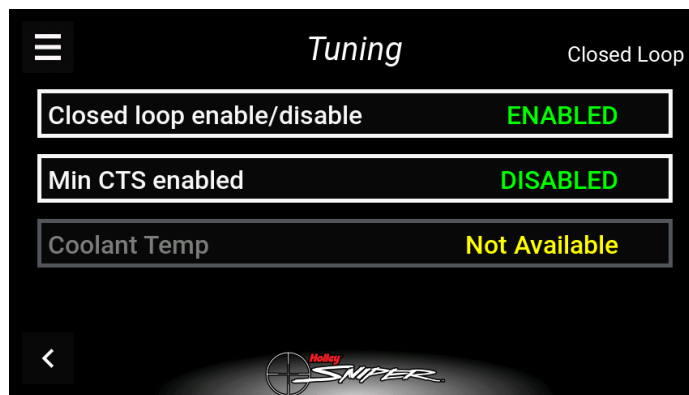 Tuning
Closed Loop
Closed loop enable/disable ENABLED
Min CTS enabled DISABLED
Coolant Temp Not Available
Holley
SNIPER